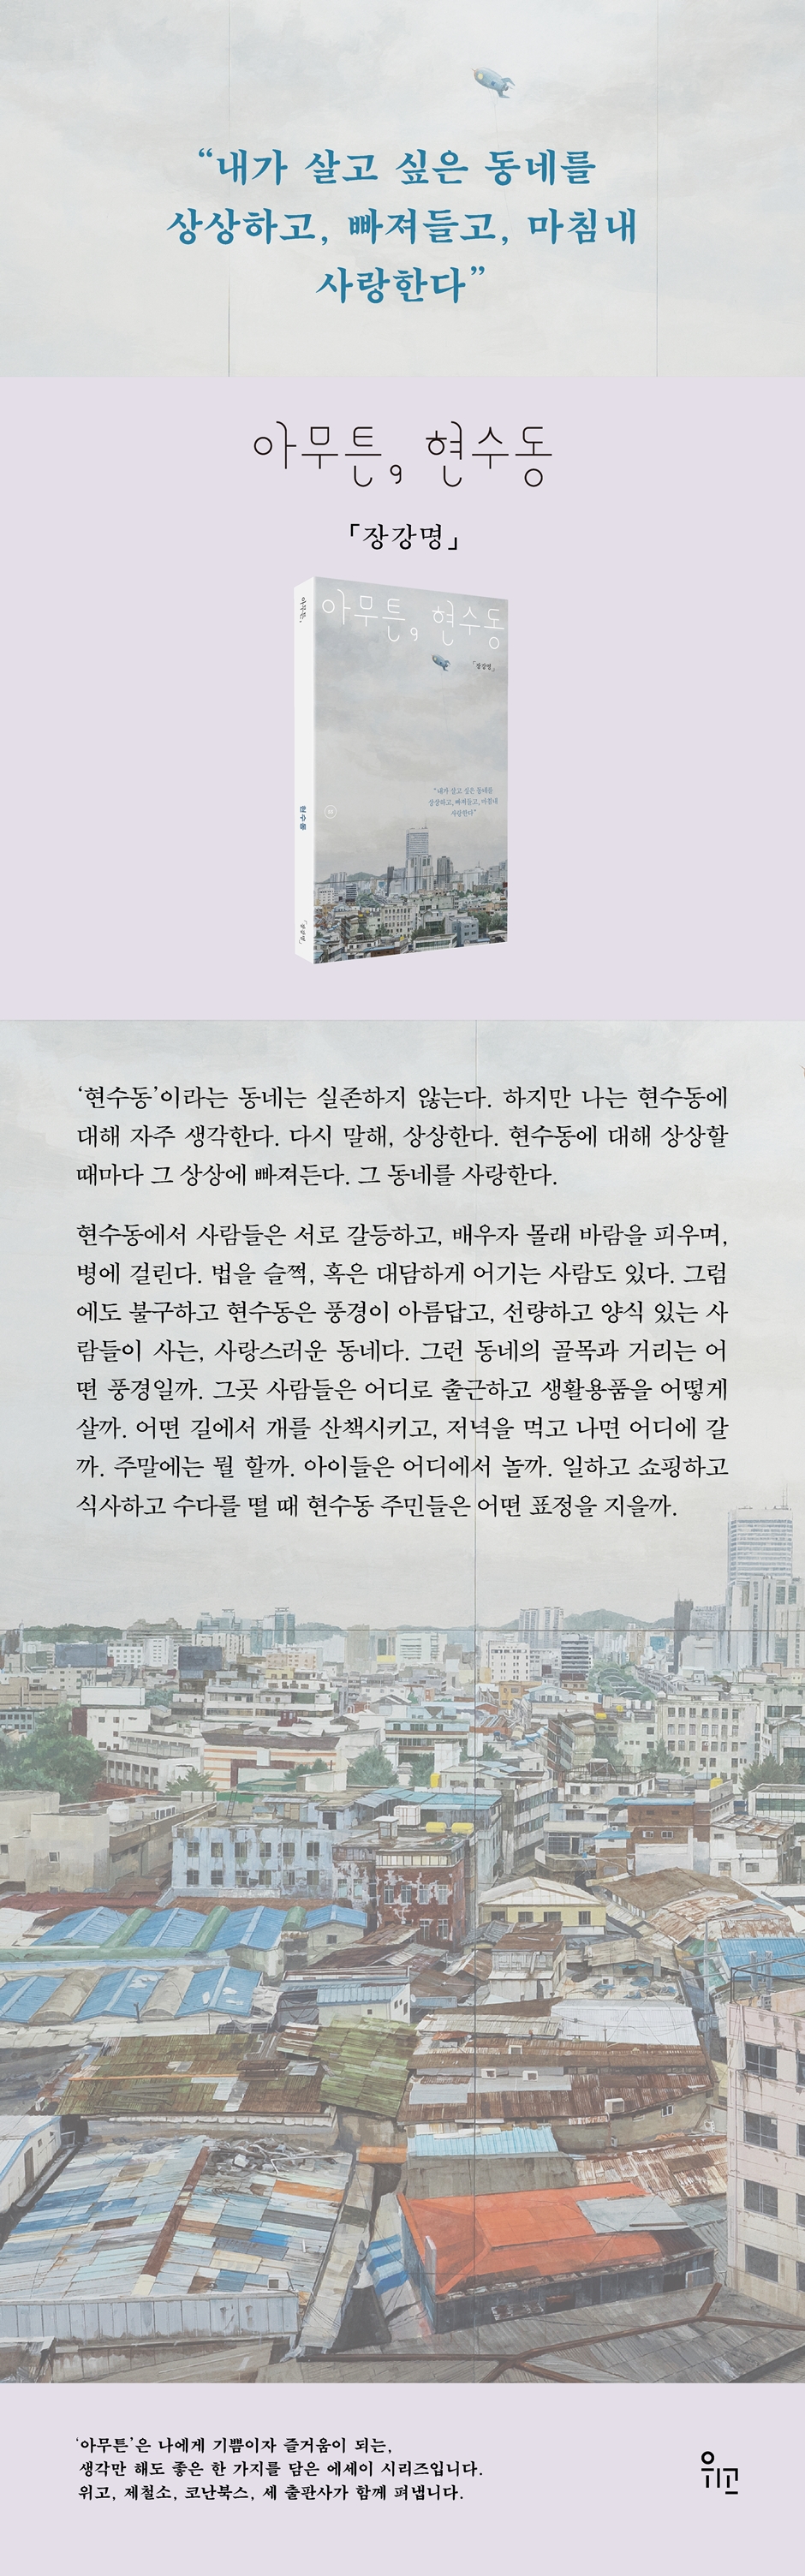 “내가 살고 싶은 동네를
상상하고, 빠져들고, 마침내
사랑한다”
아무튼, 현수동
「장강명」
아무튼,
현수동
「장강명」
아무튼, 현수동
「장강명」
“내가 살고 싶은 동네를
상상하고, 빠져들고, 마침내
사랑한다”
‘현수동’이라는 동네는 실존하지 않는다. 하지만 나는 현수동에
대해 자주 생각한다. 다시 말해, 상상한다. 현수동에 대해 상상할
때마다 그 상상에 빠져든다. 그 동네를 사랑한다.
현수동에서 사람들은 서로 갈등하고, 배우자 몰래 바람을 피우며,
병에 걸린다. 법을 슬쩍, 혹은 대담하게 어기는 사람도 있다. 그럼
에도 불구하고 현수동은 풍경이 아름답고, 선량하고 양식 있는 사
람들이 사는, 사랑스러운 동네다. 그런 동네의 골목과 거리는 어
떤 풍경일까. 그곳 사람들은 어디로 출근하고 생활용품을 어떻게
살까. 어떤 길에서 개를 산책시키고, 저녁을 먹고 나면 어디에 갈
까. 주말에는 뭘 할까. 아이들은 어디에서 놀까. 일하고 쇼핑하고
식사하고 수다를 떨 때 현수동 주민들은 어떤 표정을 지을까.
‘아무튼’은 나에게 기쁨이자 즐거움이 되는,
생각만 해도 좋은 한 가지를 담은 에세이 시리즈입니다.
위고, 제철소, 코난북스, 세 출판사가 함께 펴냅니다.
위고